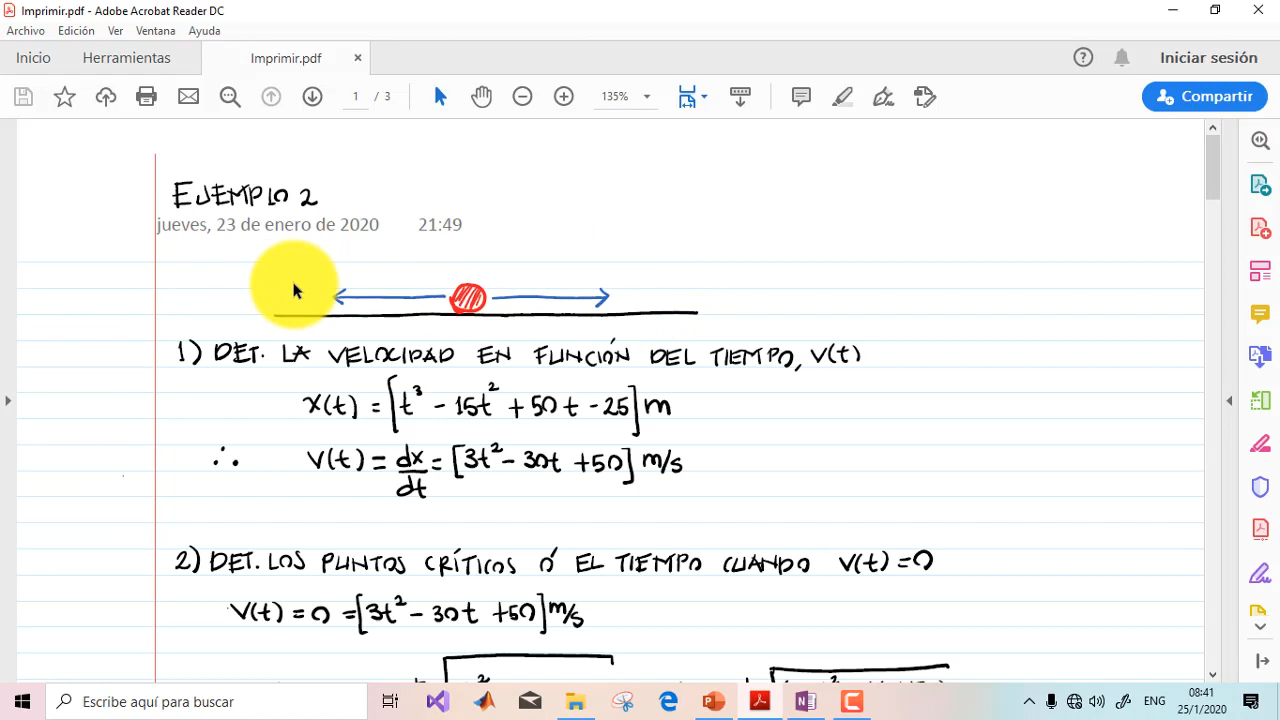 Imprimir.pdf - Adobe Acrobat Reader DC
Archivo Edición Ver Ventana Ayuda
Inicio Herramientas Imprimir.pdf × Iniciar sesión
1 / 3 135% Compartir
EJEMPLO 2
jueves, 23 de enero de 2020 21:49
1) DET. LA VELOCIDAD EN FUNCIÓN DEL TIEMPO, V(t)
x(t) = [t³ - 15t² + 50t - 25] m
∴ V(t) = dx/dt = [3t² - 30t + 50] m/s
2) DET. LOS PUNTOS CRÍTICOS Ó EL TIEMPO CUANDO V(t) = 0
V(t) = 0 = [3t² - 30t + 50] m/s
Escribe aquí para buscar
ENG
08:41
25/1/2020